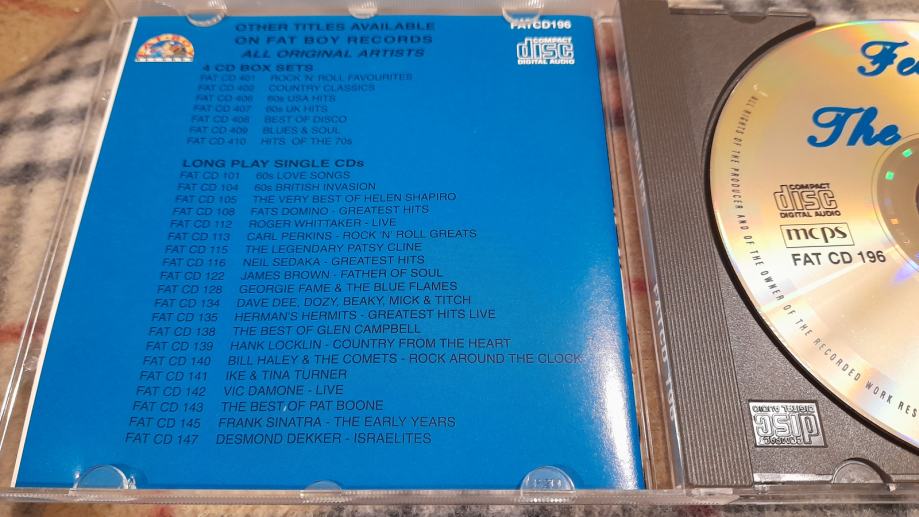 OTHER TITLES AVAILABLE
ON FAT BOY RECORDS
ALL ORIGINAL ARTISTS
FATCD196
COMPACT
disc
DIGITAL AUDIO
4 CD BOX SETS
FAT CD 401 ROCK 'N' ROLL FAVOURITES
FAT CD 402 COUNTRY CLASSICS
FAT CD 406 60s USA HITS
FAT CD 407 60s UK HITS
FAT CD 408 BEST OF DISCO
FAT CD 409 BLUES & SOUL
FAT CD 410 HITS OF THE 70s
LONG PLAY SINGLE CDs
FAT CD 101 60s LOVE SONGS
FAT CD 104 60s BRITISH INVASION
FAT CD 105 THE VERY BEST OF HELEN SHAPIRO
FAT CD 108 FATS DOMINO - GREATEST HITS
FAT CD 112 ROGER WHITTAKER - LIVE
FAT CD 113 CARL PERKINS - ROCK 'N' ROLL GREATS
FAT CD 115 THE LEGENDARY PATSY CLINE
FAT CD 116 NEIL SEDAKA - GREATEST HITS
FAT CD 122 JAMES BROWN - FATHER OF SOUL
FAT CD 128 GEORGIE FAME & THE BLUE FLAMES
FAT CD 134 DAVE DEE, DOZY, BEAKY, MICK & TITCH
FAT CD 135 HERMAN'S HERMITS - GREATEST HITS LIVE
FAT CD 138 THE BEST OF GLEN CAMPBELL
FAT CD 139 HANK LOCKLIN - COUNTRY FROM THE HEART
FAT CD 140 BILL HALEY & THE COMETS - ROCK AROUND THE CLOCK
FAT CD 141 IKE & TINA TURNER
FAT CD 142 VIC DAMONE - LIVE
FAT CD 143 THE BEST OF PAT BOONE
FAT CD 145 FRANK SINATRA - THE EARLY YEARS
FAT CD 147 DESMOND DEKKER - ISRAELITES
The
COMPACT
disc
DIGITAL AUDIO
mcps
FAT CD 196
ALL RIGHTS OF THE PRODUCER AND OF THE OWNER OF THE RECORDED WORK RES
COMPACT
disc
DIGITAL AUDIO